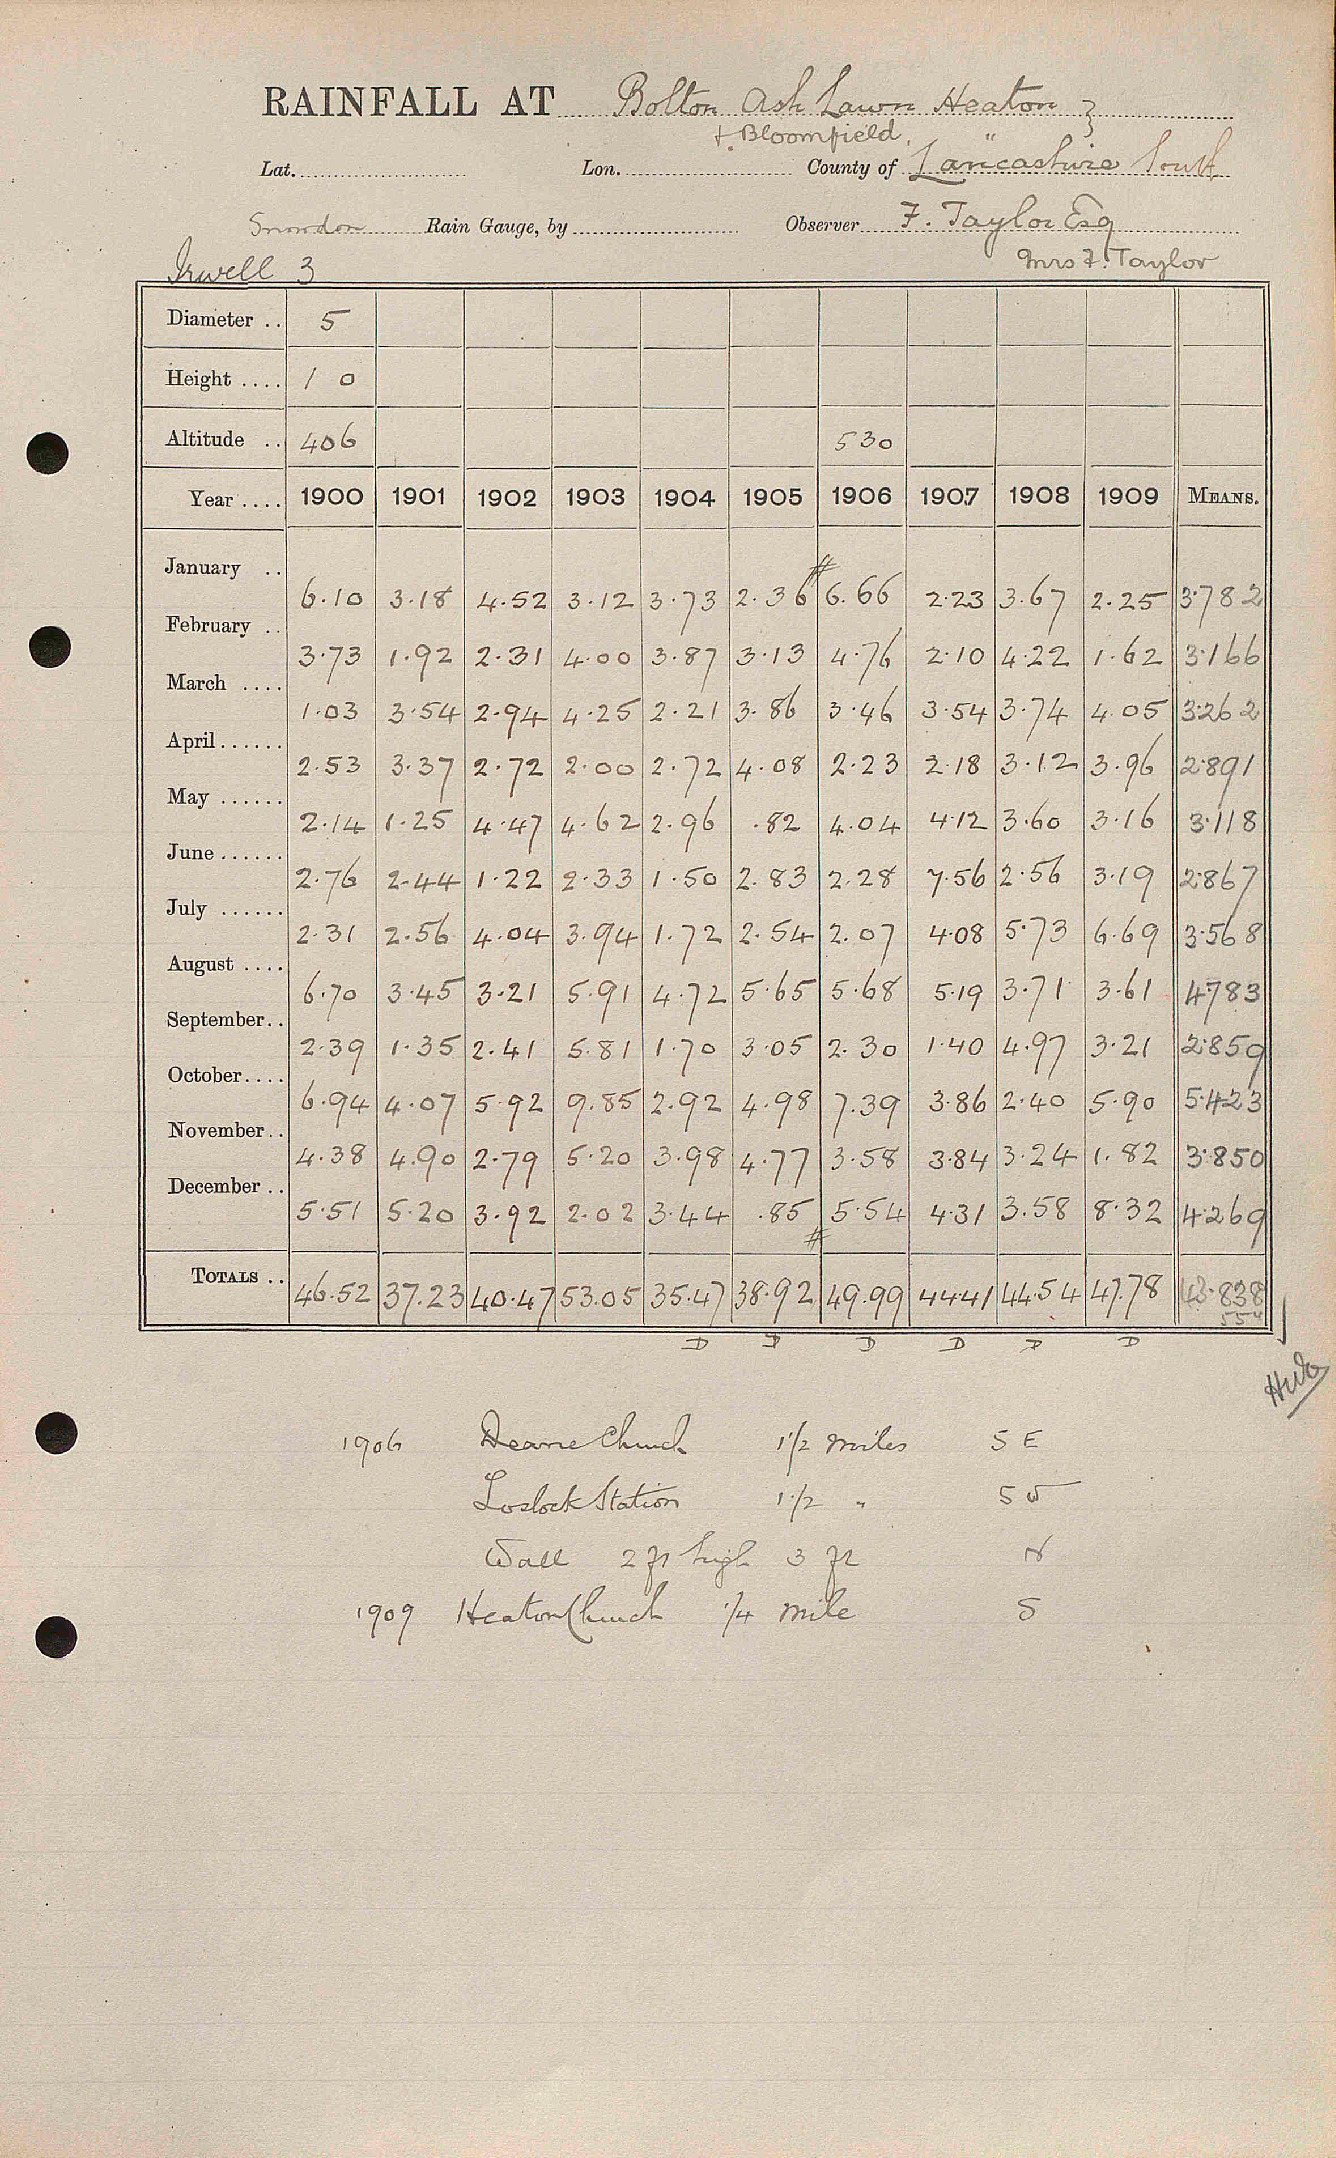 RAINFALL AT Bolton Ash Lawn Heaton }
†. Bloomfield, "
Lat. Lon. County of Lancashire South
Snowdon Rain Gauge, by Observer F. Taylor Esq
Irwell 3 Mrs F. Taylor
Diameter .. 5
Height .... 1 0
Altitude .. 406 530
Year .... 1900 1901 1902 1903 1904 1905 1906 1907 1908 1909 MEANS.
January .. 6.10 3.18 4.52 3.12 3.73 2.36 # 6.66 2.23 3.67 2.25 3.782
February .. 3.73 1.92 2.31 4.00 3.87 3.13 4.76 2.10 4.22 1.62 3.166
March .... 1.03 3.54 2.94 4.25 2.21 3.86 3.46 3.54 3.74 4.05 3.262
April ...... 2.53 3.37 2.72 2.00 2.72 4.08 2.23 2.18 3.12 3.96 2.891
May ...... 2.14 1.25 4.47 4.62 2.96 .82 4.04 4.12 3.60 3.16 3.118
June ...... 2.76 2.44 1.22 2.33 1.50 2.83 2.28 7.56 2.56 3.19 2.867
July ...... 2.31 2.56 4.04 3.94 1.72 2.54 2.07 4.08 5.73 6.69 3.568
August .... 6.70 3.45 3.21 5.91 4.72 5.65 5.68 5.19 3.71 3.61 4.783
September .. 2.39 1.35 2.41 5.81 1.70 3.05 2.30 1.40 4.97 3.21 2.859
October .... 6.94 4.07 5.92 9.85 2.92 4.98 7.39 3.86 2.40 5.90 5.423
November .. 4.38 4.90 2.79 5.20 3.98 4.77 3.58 3.84 3.24 1.82 3.850
December .. 5.51 5.20 3.92 2.02 3.44 .85 # 5.54 4.31 3.58 8.32 4.269
TOTALS .. 46.52 37.23 40.47 53.05 35.47 38.92 49.99 44.41 44.54 47.78 43.838
D D D D D D
1906 Deane Church 1 1/2 miles S E
Lostock Station 1 1/2 " S W
Wall 2 ft high 3 ft N
1909 Heaton Church 1/4 mile S